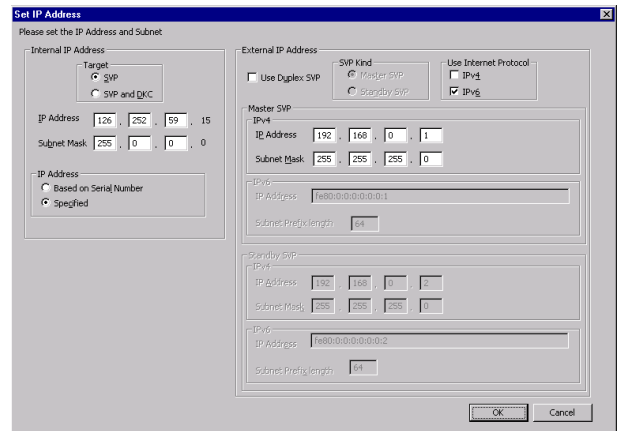 Set IP Address
Please set the IP Address and Subnet
Internal IP Address
Target
SVP
SVP and DKC
IP Address 126 . 252 . 59 . 15
Subnet Mask 255 . 0 . 0 . 0
IP Address
Based on Serial Number
Specified
External IP Address
Use Duplex SVP
SVP Kind
Master SVP
Standby SVP
Use Internet Protocol
IPv4
IPv6
Master SVP
IPv4
IP Address 192 . 168 . 0 . 1
Subnet Mask 255 . 255 . 255 . 0
IPv6
IP Address fe80:0:0:0:0:0:0:1
Subnet Prefix length 64
Standby SVP
IPv4
IP Address 192 . 168 . 0 . 2
Subnet Mask 255 . 255 . 255 . 0
IPv6
IP Address fe80:0:0:0:0:0:0:2
Subnet Prefix length 64
OK Cancel